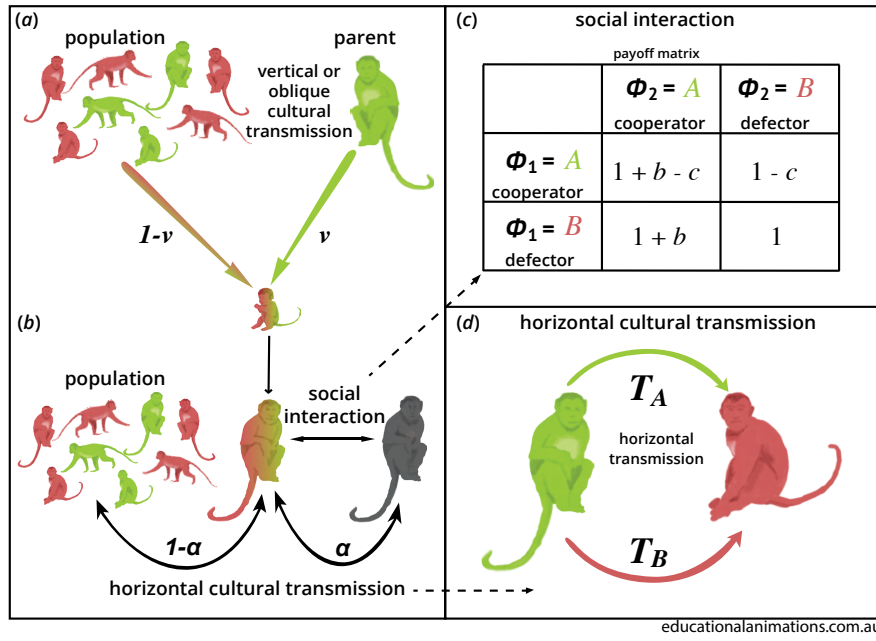 (a)
population
parent
vertical or
oblique
cultural
transmission
1-v
v
(b)
population
social
interaction
1-α
α
horizontal cultural transmission
(c)
social interaction
payoff matrix
Φ2 = A
cooperator
Φ2 = B
defector
Φ1 = A
cooperator
1 + b - c
1 - c
Φ1 = B
defector
1 + b
1
(d)
horizontal cultural transmission
TA
horizontal
transmission
TB
educationalanimations.com.au